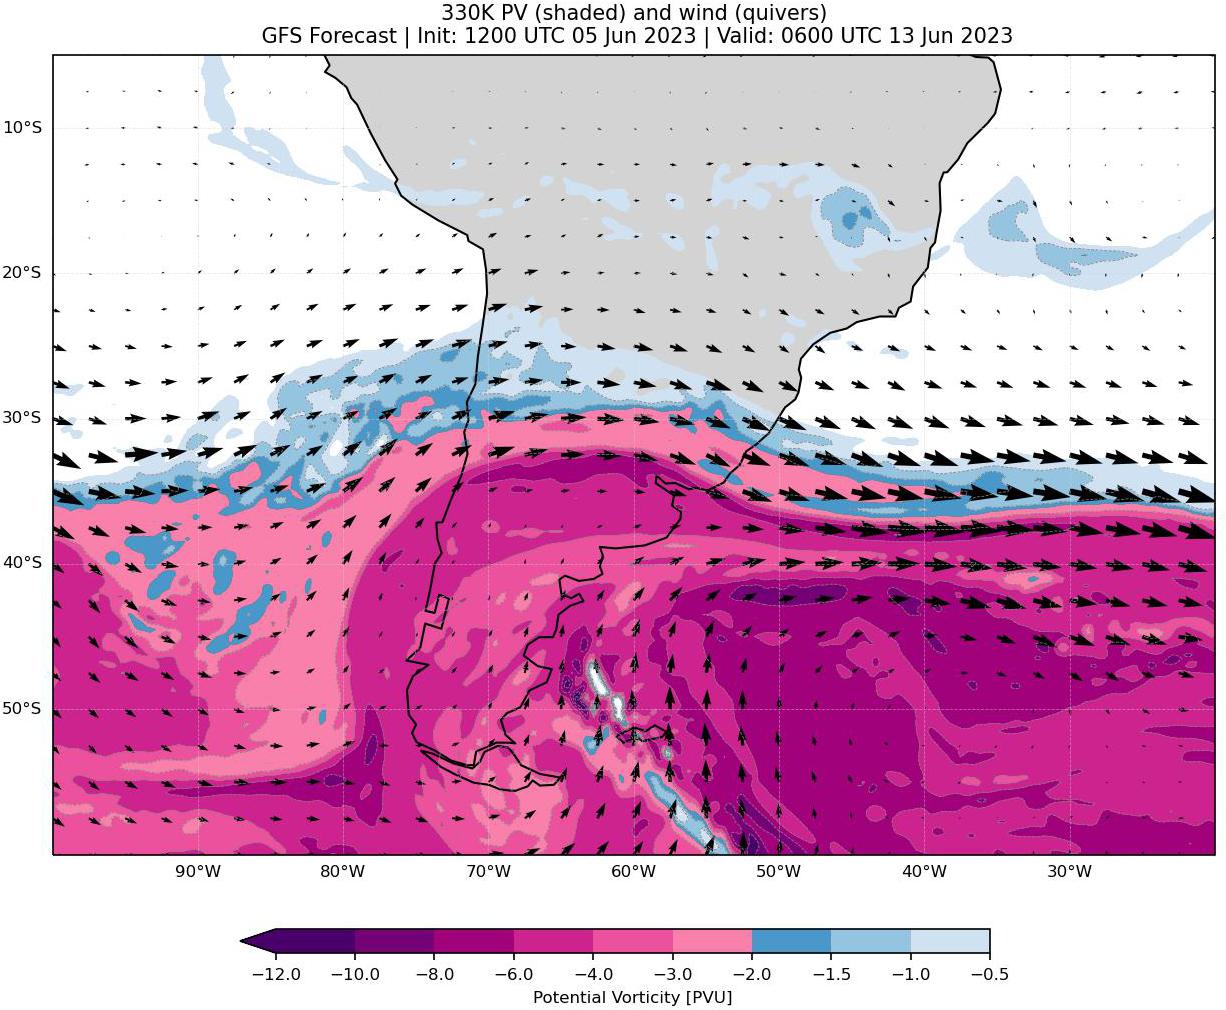 330K PV (shaded) and wind (quivers)
GFS Forecast | Init: 1200 UTC 05 Jun 2023 | Valid: 0600 UTC 13 Jun 2023
10°S
20°S
30°S
40°S
50°S
90°W 80°W 70°W 60°W 50°W 40°W 30°W
−12.0 −10.0 −8.0 −6.0 −4.0 −3.0 −2.0 −1.5 −1.0 −0.5
Potential Vorticity [PVU]